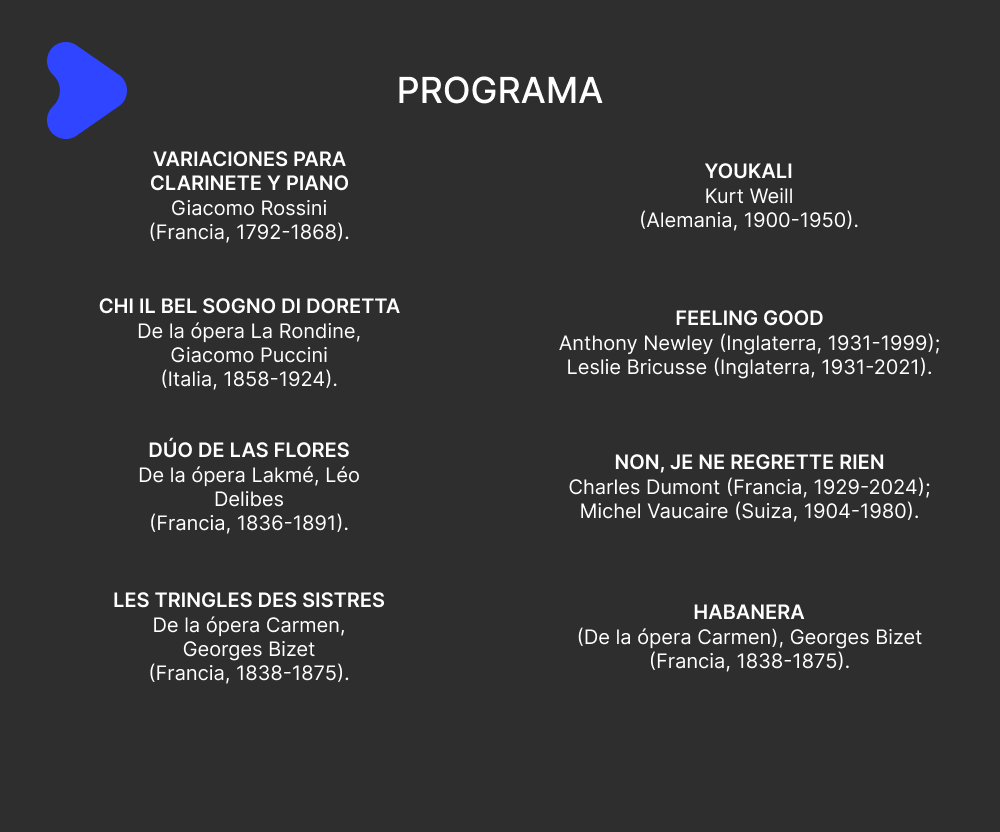 PROGRAMA
VARIACIONES PARA
CLARINETE Y PIANO
Giacomo Rossini
(Francia, 1792-1868).
CHI IL BEL SOGNO DI DORETTA
De la ópera La Rondine,
Giacomo Puccini
(Italia, 1858-1924).
DÚO DE LAS FLORES
De la ópera Lakmé, Léo
Delibes
(Francia, 1836-1891).
LES TRINGLES DES SISTRES
De la ópera Carmen,
Georges Bizet
(Francia, 1838-1875).
YOUKALI
Kurt Weill
(Alemania, 1900-1950).
FEELING GOOD
Anthony Newley (Inglaterra, 1931-1999);
Leslie Bricusse (Inglaterra, 1931-2021).
NON, JE NE REGRETTE RIEN
Charles Dumont (Francia, 1929-2024);
Michel Vaucaire (Suiza, 1904-1980).
HABANERA
(De la ópera Carmen), Georges Bizet
(Francia, 1838-1875).